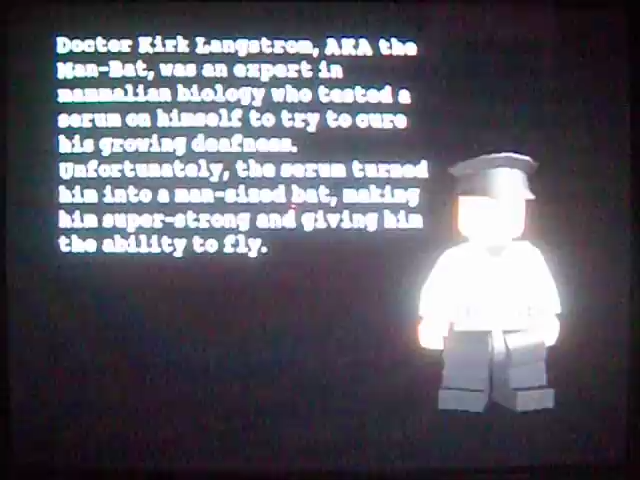 Doctor Kirk Langstrom, AKA the
Man-Bat, was an expert in
mammalian biology who tested a
serum on himself to try to cure
his growing deafness.
Unfortunately, the serum turned
him into a man-sized bat, making
him super-strong and giving him
the ability to fly.